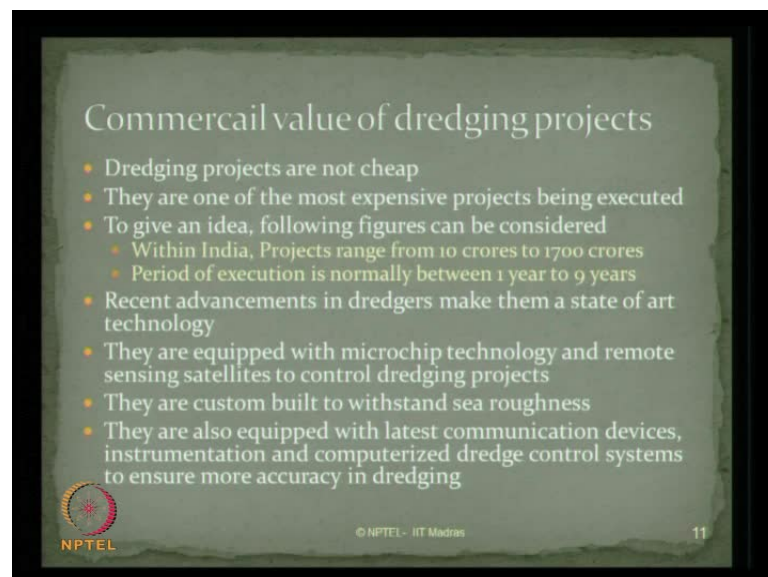 Commercail value of dredging projects
Dredging projects are not cheap
They are one of the most expensive projects being executed
To give an idea, following figures can be considered
Within India, Projects range from 10 crores to 1700 crores
Period of execution is normally between 1 year to 9 years
Recent advancements in dredgers make them a state of art
technology
They are equipped with microchip technology and remote
sensing satellites to control dredging projects
They are custom built to withstand sea roughness
They are also equipped with latest communication devices,
instrumentation and computerized dredge control systems
to ensure more accuracy in dredging
NPTEL
© NPTEL- IIT Madras
11